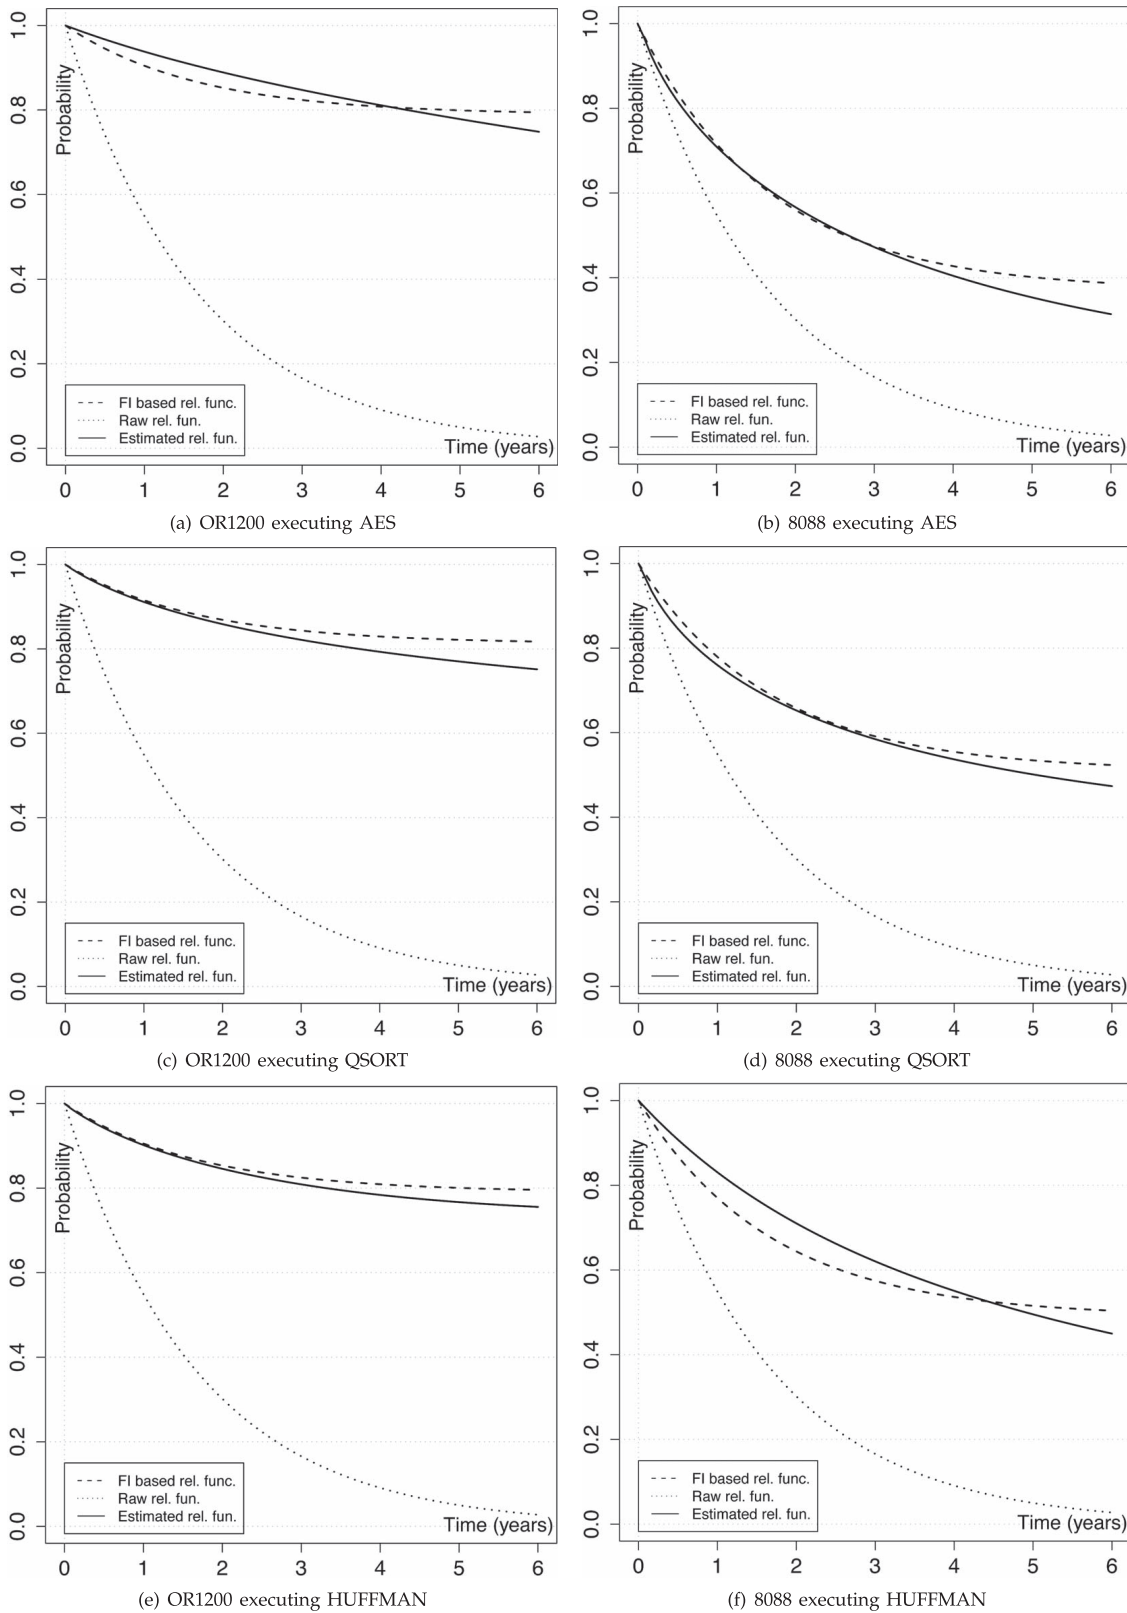 1.0
0.8
0.6
0.4
0.2
0.0
Probability
FI based rel. func.
Raw rel. fun.
Estimated rel. fun.
Time (years)
0 1 2 3 4 5 6
(a) OR1200 executing AES
1.0
0.8
0.6
0.4
0.2
0.0
Probability
FI based rel. func.
Raw rel. fun.
Estimated rel. fun.
Time (years)
0 1 2 3 4 5 6
(b) 8088 executing AES
1.0
0.8
0.6
0.4
0.2
0.0
Probability
FI based rel. func.
Raw rel. fun.
Estimated rel. fun.
Time (years)
0 1 2 3 4 5 6
(c) OR1200 executing QSORT
1.0
0.8
0.6
0.4
0.2
0.0
Probability
FI based rel. func.
Raw rel. fun.
Estimated rel. fun.
Time (years)
0 1 2 3 4 5 6
(d) 8088 executing QSORT
1.0
0.8
0.6
0.4
0.2
0.0
Probability
FI based rel. func.
Raw rel. fun.
Estimated rel. fun.
Time (years)
0 1 2 3 4 5 6
(e) OR1200 executing HUFFMAN
1.0
0.8
0.6
0.4
0.2
0.0
Probability
FI based rel. func.
Raw rel. fun.
Estimated rel. fun.
Time (years)
0 1 2 3 4 5 6
(f) 8088 executing HUFFMAN